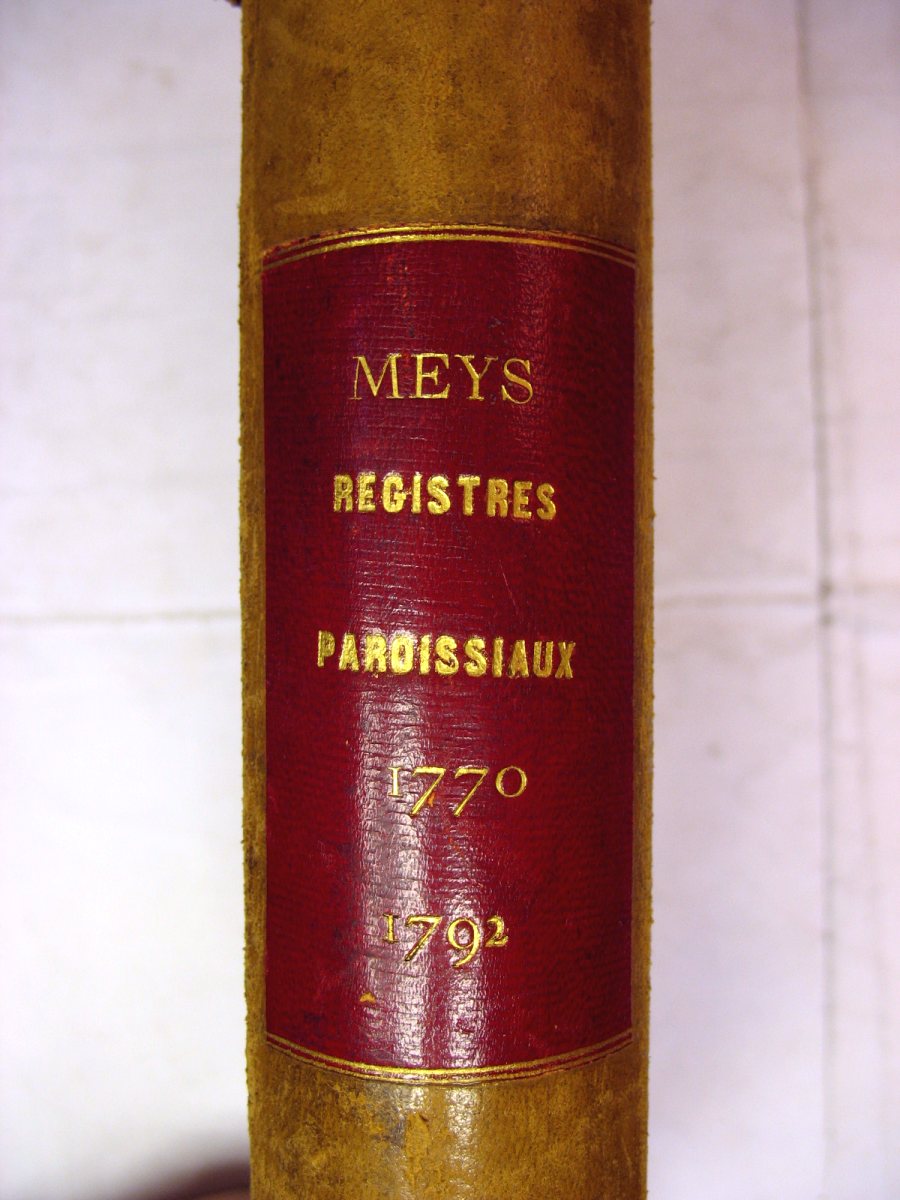 MEYS
REGISTRES
PAROISSIAUX
1770
1792